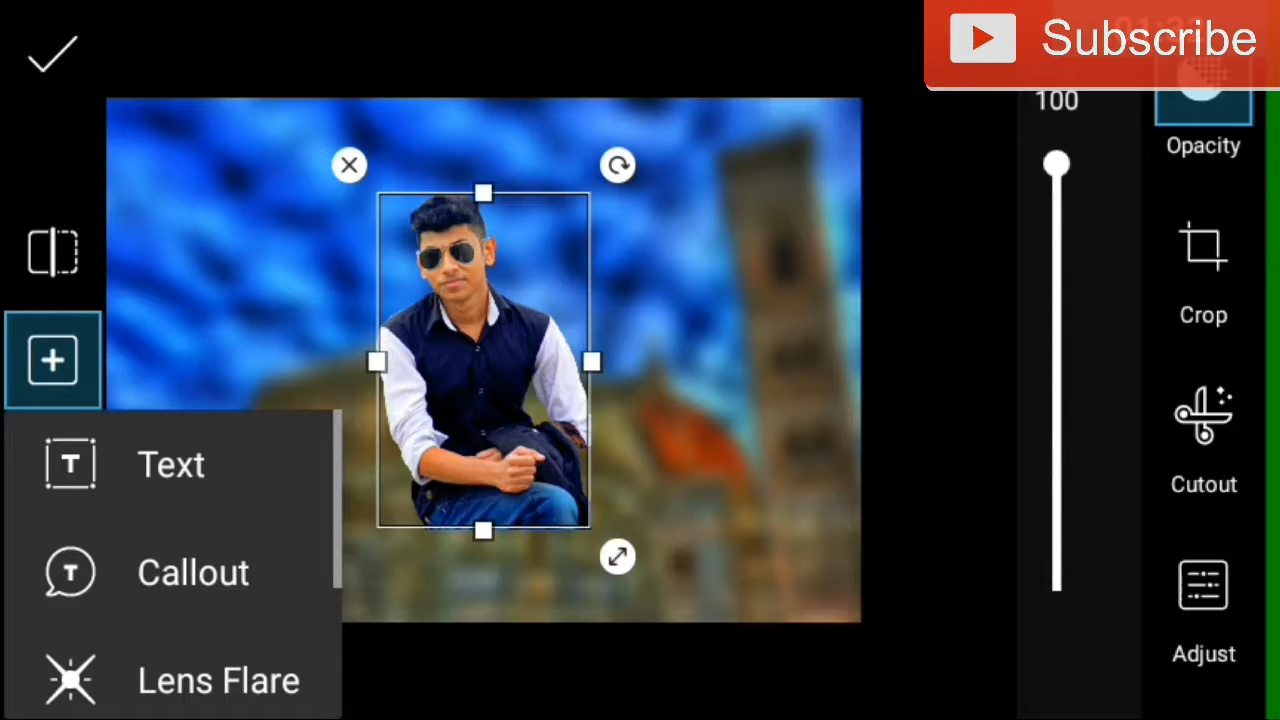 Subscribe
100
Opacity
Crop
Cutout
Adjust
T Text
T Callout
Lens Flare